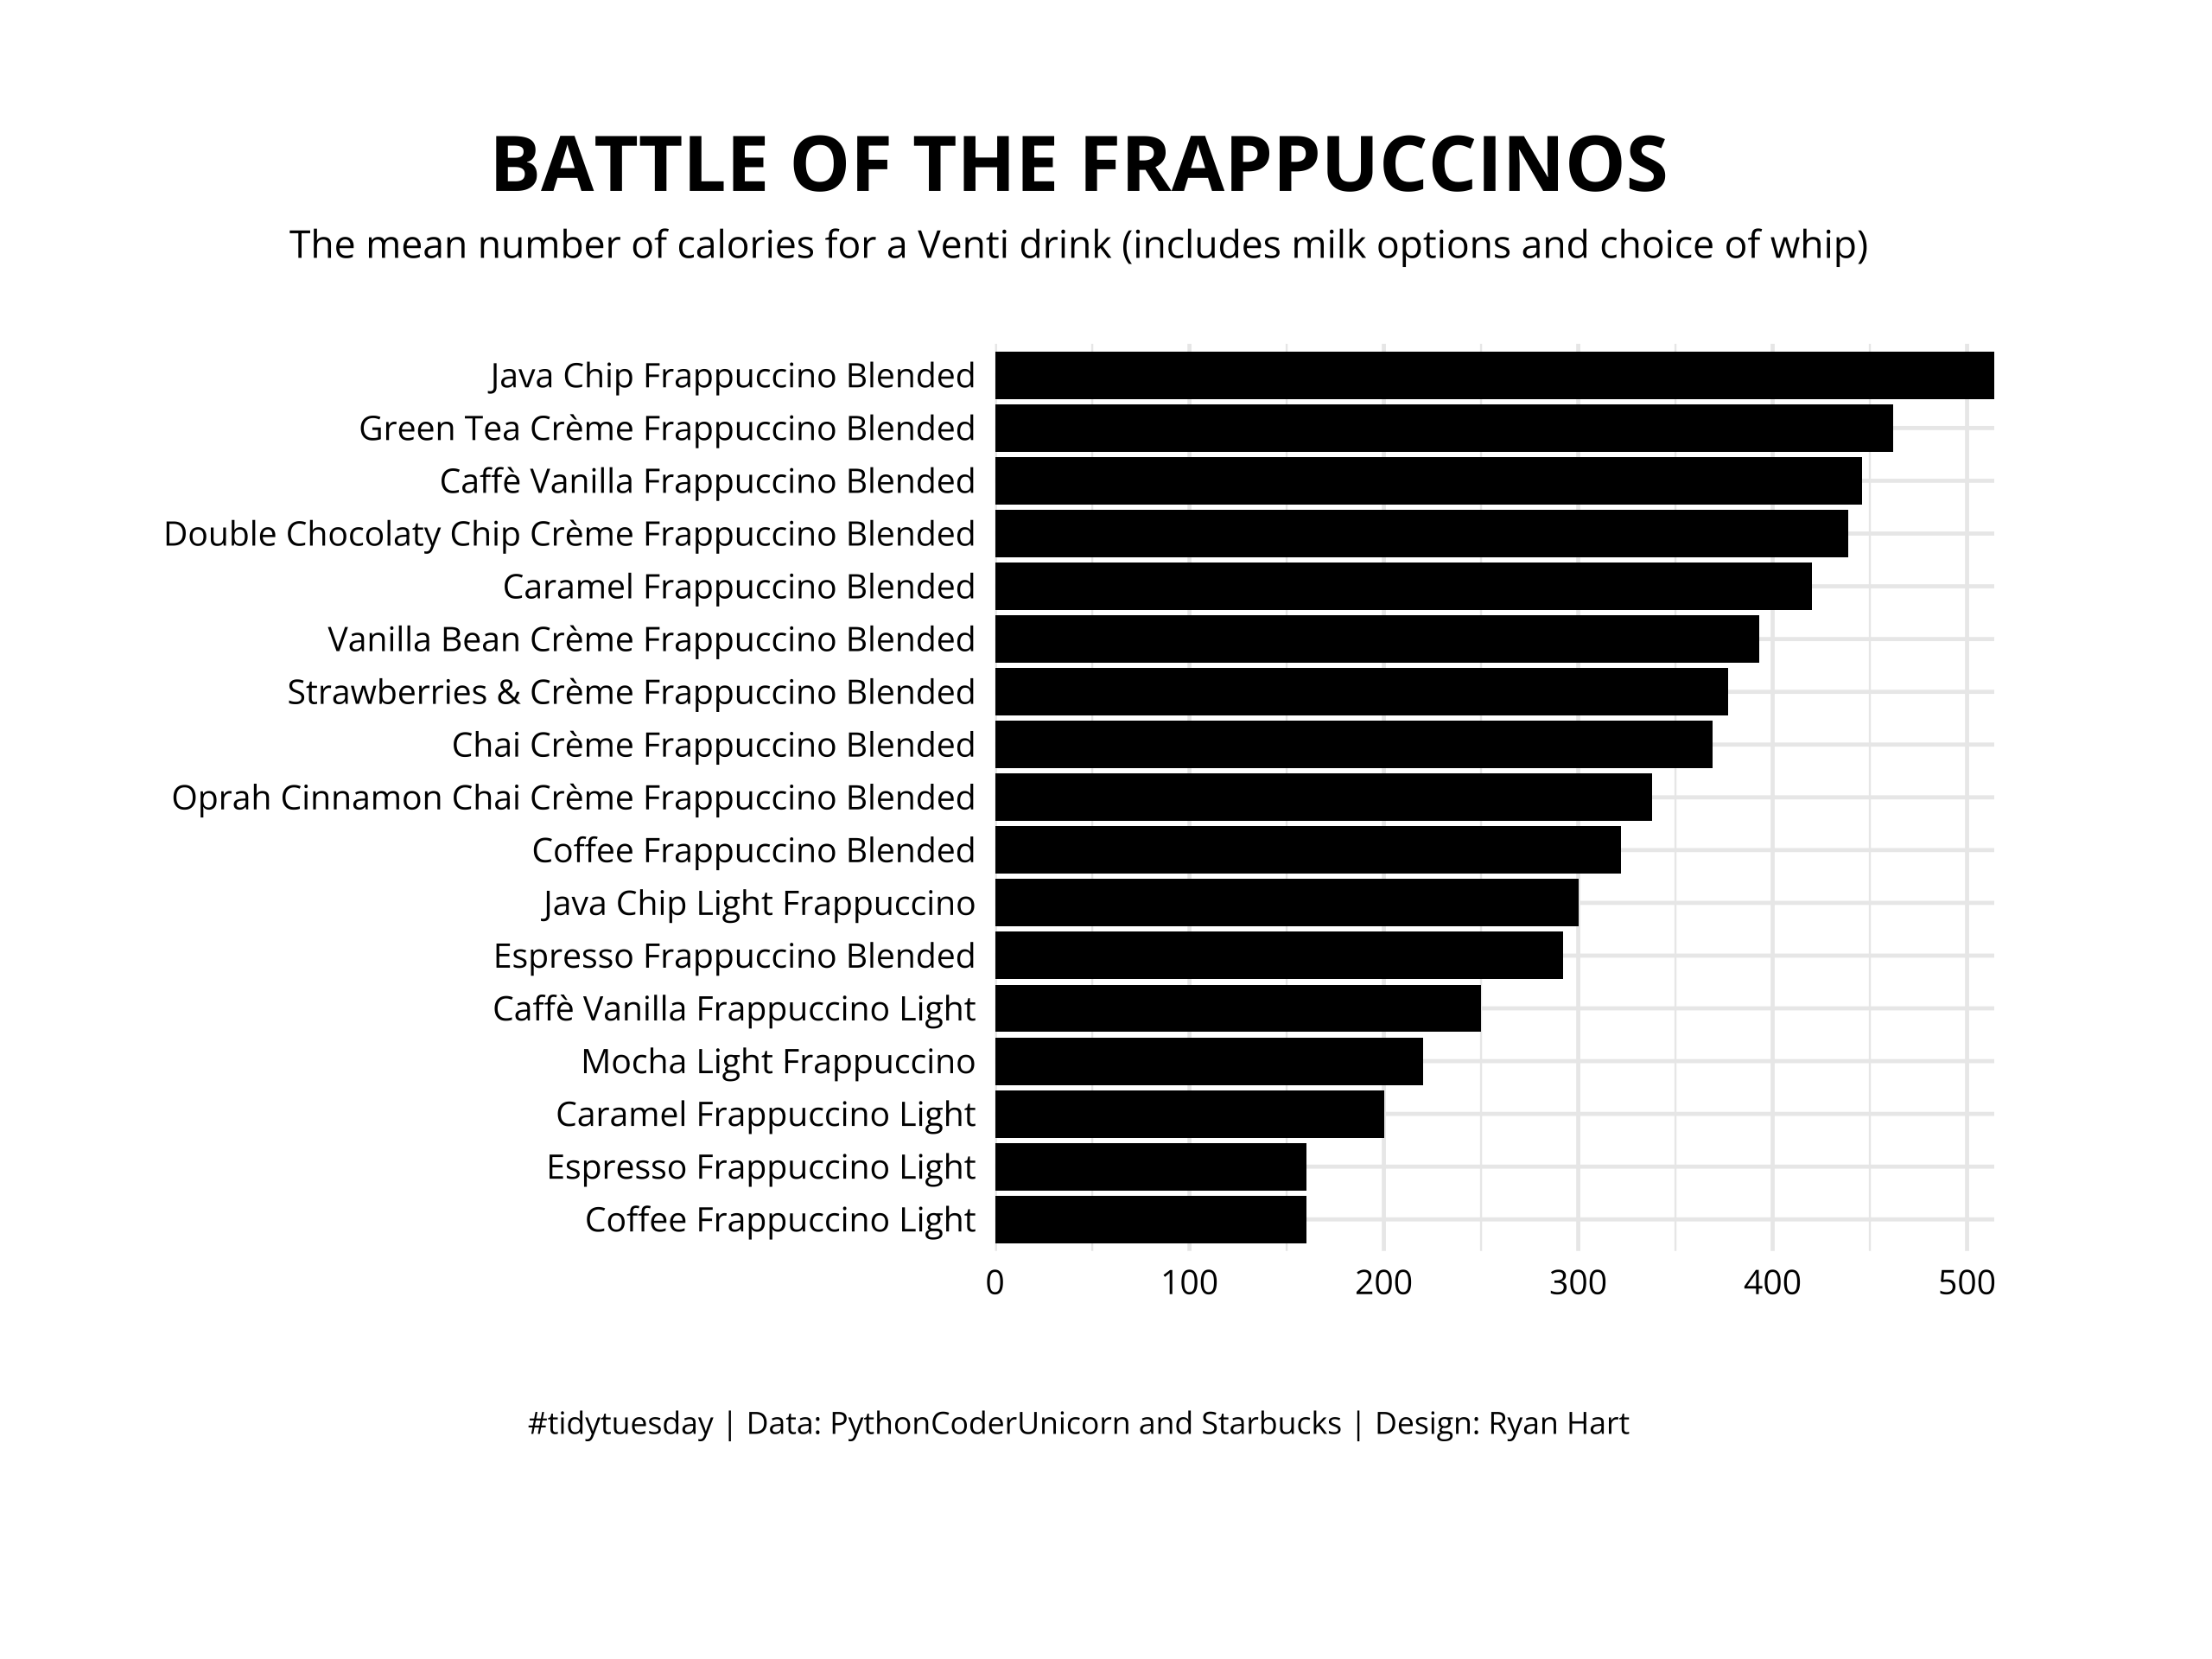 BATTLE OF THE FRAPPUCCINOS
The mean number of calories for a Venti drink (includes milk options and choice of whip)
Java Chip Frappuccino Blended
Green Tea Crème Frappuccino Blended
Caffè Vanilla Frappuccino Blended
Double Chocolaty Chip Crème Frappuccino Blended
Caramel Frappuccino Blended
Vanilla Bean Crème Frappuccino Blended
Strawberries & Crème Frappuccino Blended
Chai Crème Frappuccino Blended
Oprah Cinnamon Chai Crème Frappuccino Blended
Coffee Frappuccino Blended
Java Chip Light Frappuccino
Espresso Frappuccino Blended
Caffè Vanilla Frappuccino Light
Mocha Light Frappuccino
Caramel Frappuccino Light
Espresso Frappuccino Light
Coffee Frappuccino Light
0 100 200 300 400 500
#tidytuesday | Data: PythonCoderUnicorn and Starbucks | Design: Ryan Hart